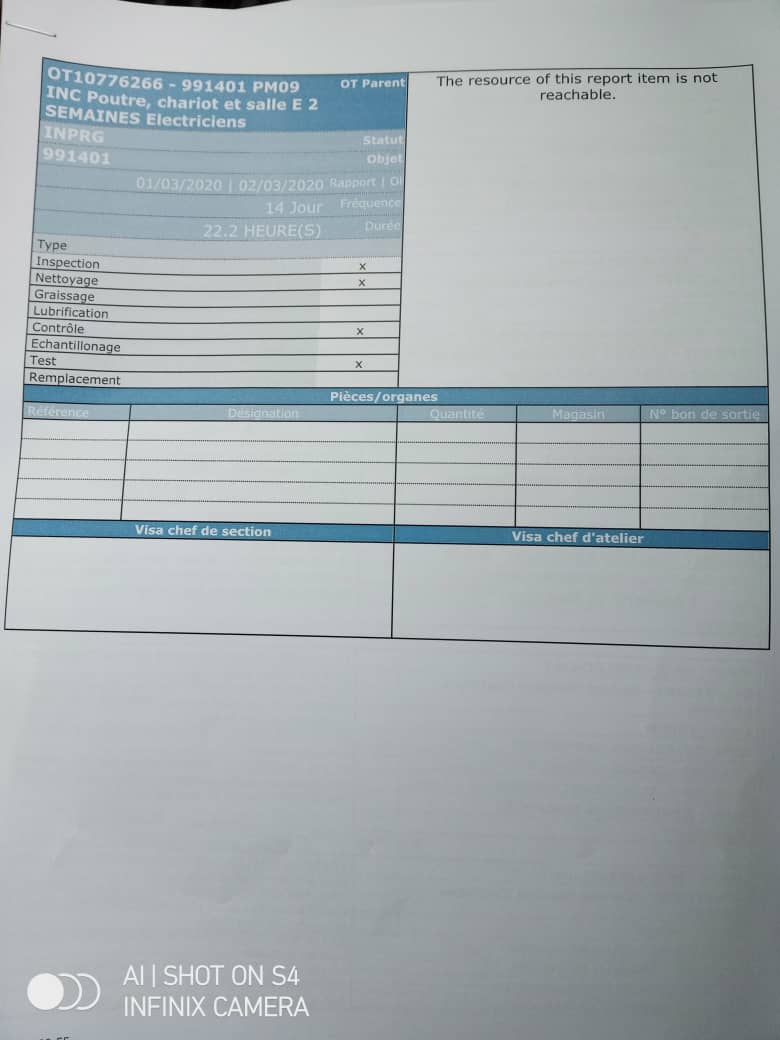 OT10776266 - 991401 PM09 OT Parent
INC Poutre, chariot et salle E 2
SEMAINES Electriciens
INPRG Statut
991401 Objet
01/03/2020 | 02/03/2020 Rapport | OI
14 Jour Fréquence
22.2 HEURE(S) Durée
The resource of this report item is not
reachable.
Type
Inspection x
Nettoyage x
Graissage
Lubrification
Contrôle x
Echantillonage
Test x
Remplacement
Pièces/organes
Référence Désignation Quantité Magasin N° bon de sortie
Visa chef de section Visa chef d'atelier
AI | SHOT ON S4
INFINIX CAMERA